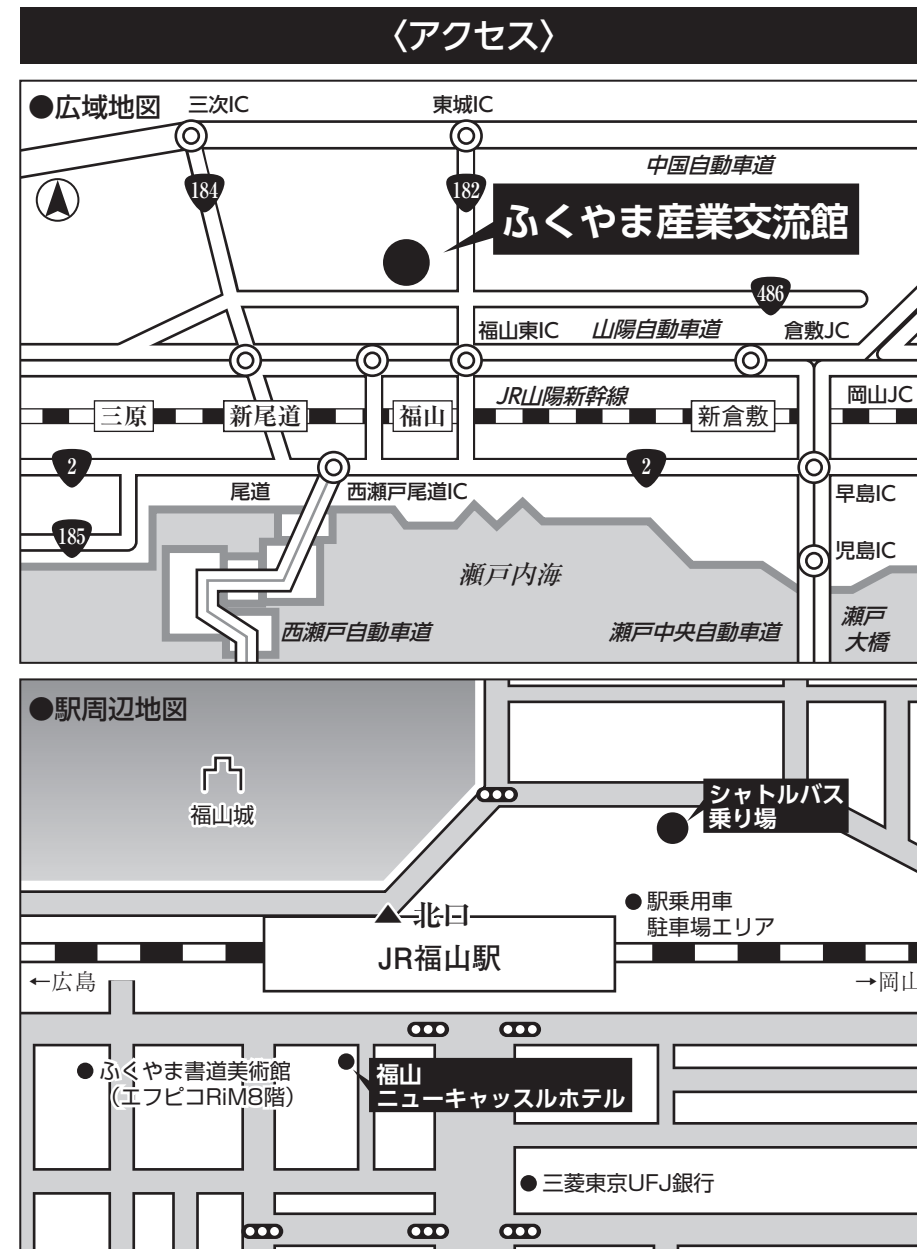 〈アクセス〉
●広域地図
三次IC
東城IC
中国自動車道
184
182
ふくやま産業交流館
486
福山東IC
山陽自動車道
倉敷JC
JR山陽新幹線
岡山JC
三原
新尾道
福山
新倉敷
2
2
尾道
西瀬戸尾道IC
早島IC
185
児島IC
瀬戸内海
西瀬戸自動車道
瀬戸中央自動車道
瀬戸
大橋
●駅周辺地図
福山城
シャトルバス
乗り場
北口
●駅乗用車
駐車場エリア
JR福山駅
←広島
→岡山
●ふくやま書道美術館
（エフピコRiM8階）
福山
ニューキャッスルホテル
●三菱東京UFJ銀行